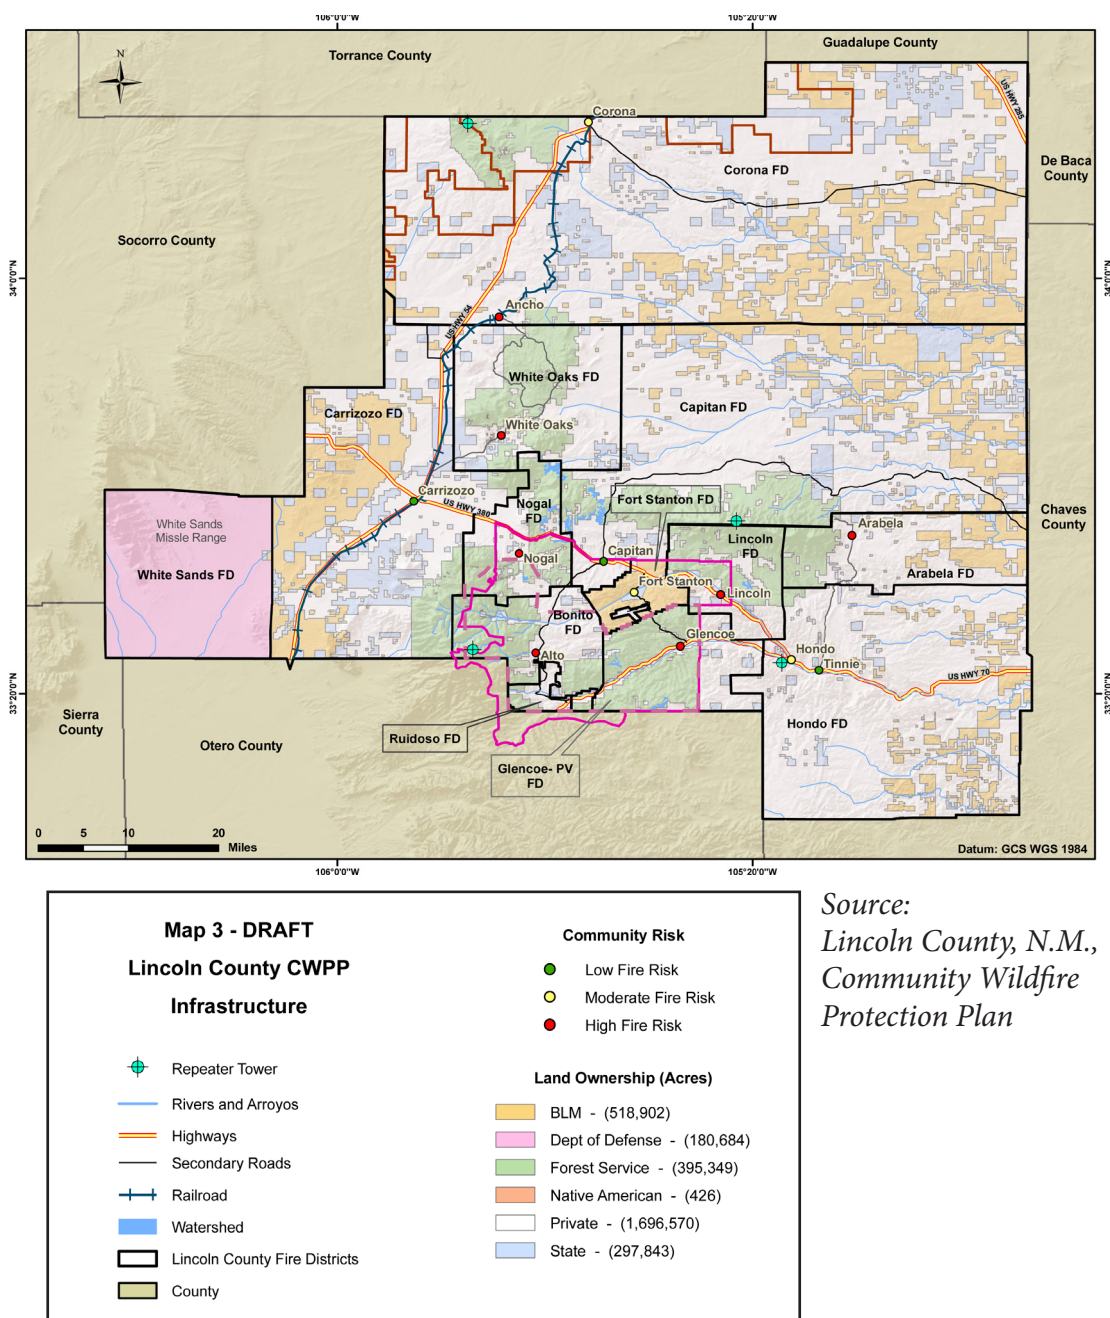 106°0'0"W
105°20'0"W
Torrance County
Guadalupe County
N
US HWY 285
Corona
De Baca
County
Corona FD
Socorro County
34°0'0"N
34°0'0"N
Ancho
US HWY 54
White Oaks FD
Carrizozo FD
Capitan FD
White Oaks
Carrizozo
Fort Stanton FD
US HWY 380
Nogal
FD
Chaves
County
White Sands
Missle Range
Arabela
Lincoln
FD
Capitan
Nogal
White Sands FD
Arabela FD
Fort Stanton
Lincoln
Bonito
FD
Glencoe
Alto
Hondo
Tinnie
US HWY 70
33°20'0"N
33°20'0"N
Sierra
County
Otero County
Ruidoso FD
Hondo FD
Glencoe- PV
FD
0 5 10 20
Miles
Datum: GCS WGS 1984
106°0'0"W
105°20'0"W
Map 3 - DRAFT
Lincoln County CWPP
Infrastructure
Repeater Tower
Rivers and Arroyos
Highways
Secondary Roads
Railroad
Watershed
Lincoln County Fire Districts
County
Community Risk
Low Fire Risk
Moderate Fire Risk
High Fire Risk
Land Ownership (Acres)
BLM - (518,902)
Dept of Defense - (180,684)
Forest Service - (395,349)
Native American - (426)
Private - (1,696,570)
State - (297,843)
Source:
Lincoln County, N.M.,
Community Wildfire
Protection Plan